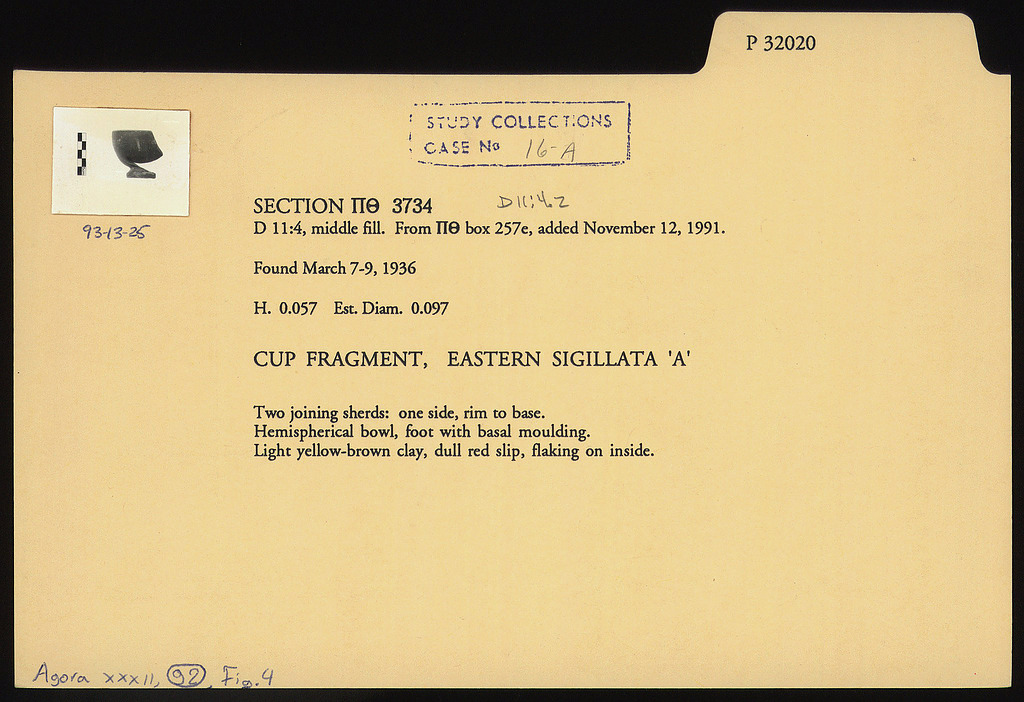 P 32020
STUDY COLLECTIONS
CASE No 16-A
93-13-25
SECTION ΠΘ 3734 D 11:4.2
D 11:4, middle fill. From ΠΘ box 257e, added November 12, 1991.
Found March 7-9, 1936
H. 0.057 Est. Diam. 0.097
CUP FRAGMENT, EASTERN SIGILLATA 'A'
Two joining sherds: one side, rim to base.
Hemispherical bowl, foot with basal moulding.
Light yellow-brown clay, dull red slip, flaking on inside.
Agora XXXII, 92, Fig. 4